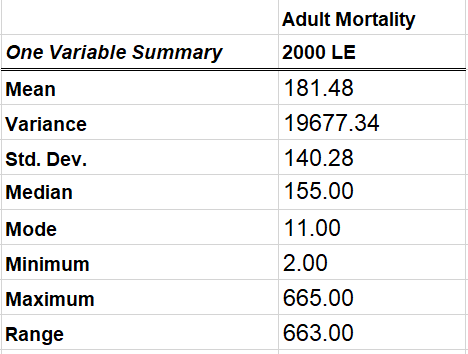 Adult Mortality
One Variable Summary 2000 LE
Mean 181.48
Variance 19677.34
Std. Dev. 140.28
Median 155.00
Mode 11.00
Minimum 2.00
Maximum 665.00
Range 663.00